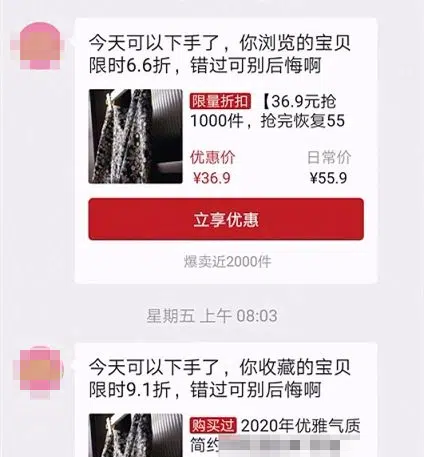 今天可以下手了，你浏览的宝贝
限时6.6折，错过可别后悔啊
限量折扣 【36.9元抢
1000件，抢完恢复55
优惠价 日常价
¥36.9 ¥55.9
立享优惠
爆卖近2000件
星期五 上午 08:03
今天可以下手了，你收藏的宝贝
限时9.1折，错过可别后悔啊
购买过 2020年优雅气质
简约